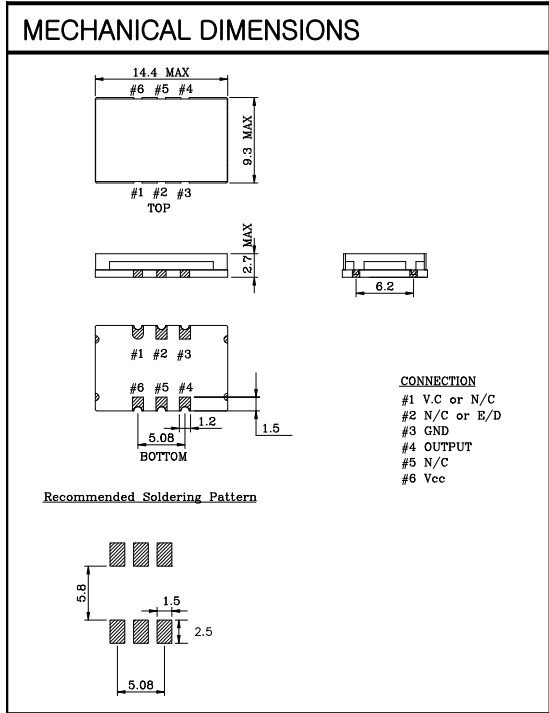 MECHANICAL DIMENSIONS
14.4 MAX
#6 #5 #4
9.3 MAX
#1 #2 #3
TOP
2.7 MAX
6.2
#1 #2 #3
#6 #5 #4
1.2
1.5
5.08
BOTTOM
CONNECTION
#1 V.C or N/C
#2 N/C or E/D
#3 GND
#4 OUTPUT
#5 N/C
#6 Vcc
Recommended Soldering Pattern
5.8
1.5
2.5
5.08